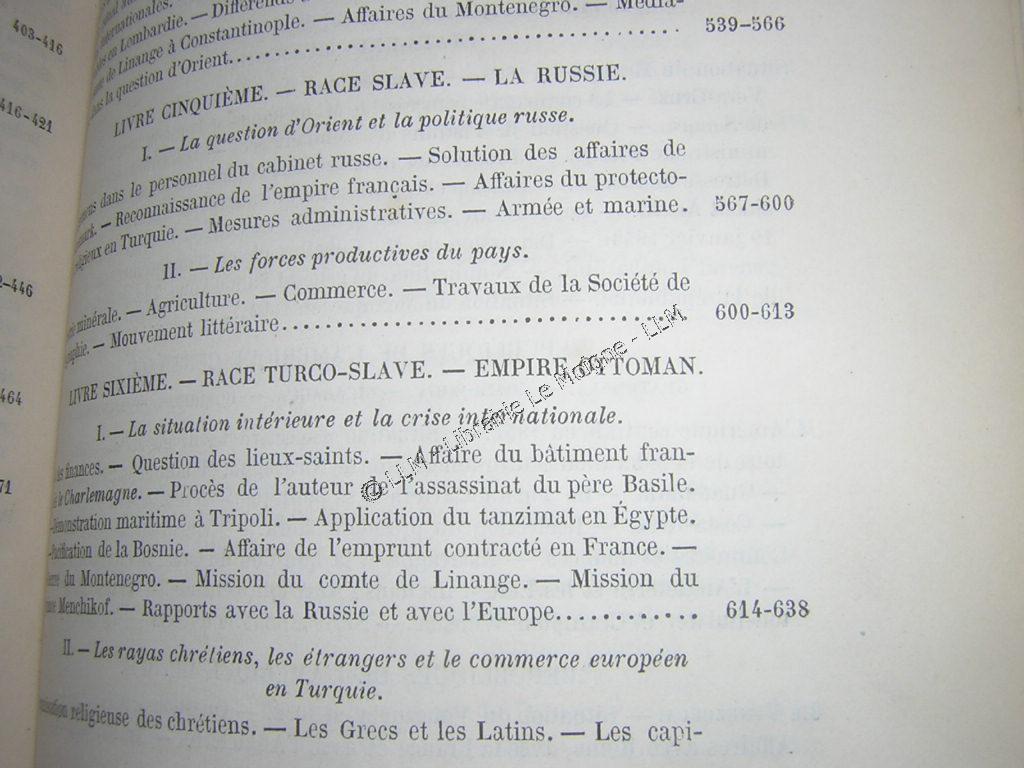 403-416
416-421
2-446
464
71
internationales.
en Lombardie. — Différends
de Linange à Constantinople. — Affaires du Montenegro. — Média-
dans la question d'Orient. 539-566
LIVRE CINQUIÈME. — RACE SLAVE. — LA RUSSIE.
I. — La question d'Orient et la politique russe.
dans le personnel du cabinet russe. — Solution des affaires de
mark. — Reconnaissance de l'empire français. — Affaires du protecto-
religieux en Turquie. — Mesures administratives. — Armée et marine. 567-600
II. — Les forces productives du pays.
minérale. — Agriculture. — Commerce. — Travaux de la Société de
graphie. — Mouvement littéraire. 600-613
LIVRE SIXIÈME. — RACE TURCO-SLAVE. — EMPIRE OTTOMAN.
I. — La situation intérieure et la crise internationale.
des finances. — Question des lieux-saints. — Affaire du bâtiment fran-
le Charlemagne. — Procès de l'auteur de l'assassinat du père Basile.
— Démonstration maritime à Tripoli. — Application du tanzimat en Égypte.
— Pacification de la Bosnie. — Affaire de l'emprunt contracté en France. —
du Montenegro. — Mission du comte de Linange. — Mission du
Menchikof. — Rapports avec la Russie et avec l'Europe. 614-638
II. — Les rayas chrétiens, les étrangers et le commerce européen
en Turquie.
religieuse des chrétiens. — Les Grecs et les Latins. — Les capi-
© LLM - Librairie Le Moigne - LLM